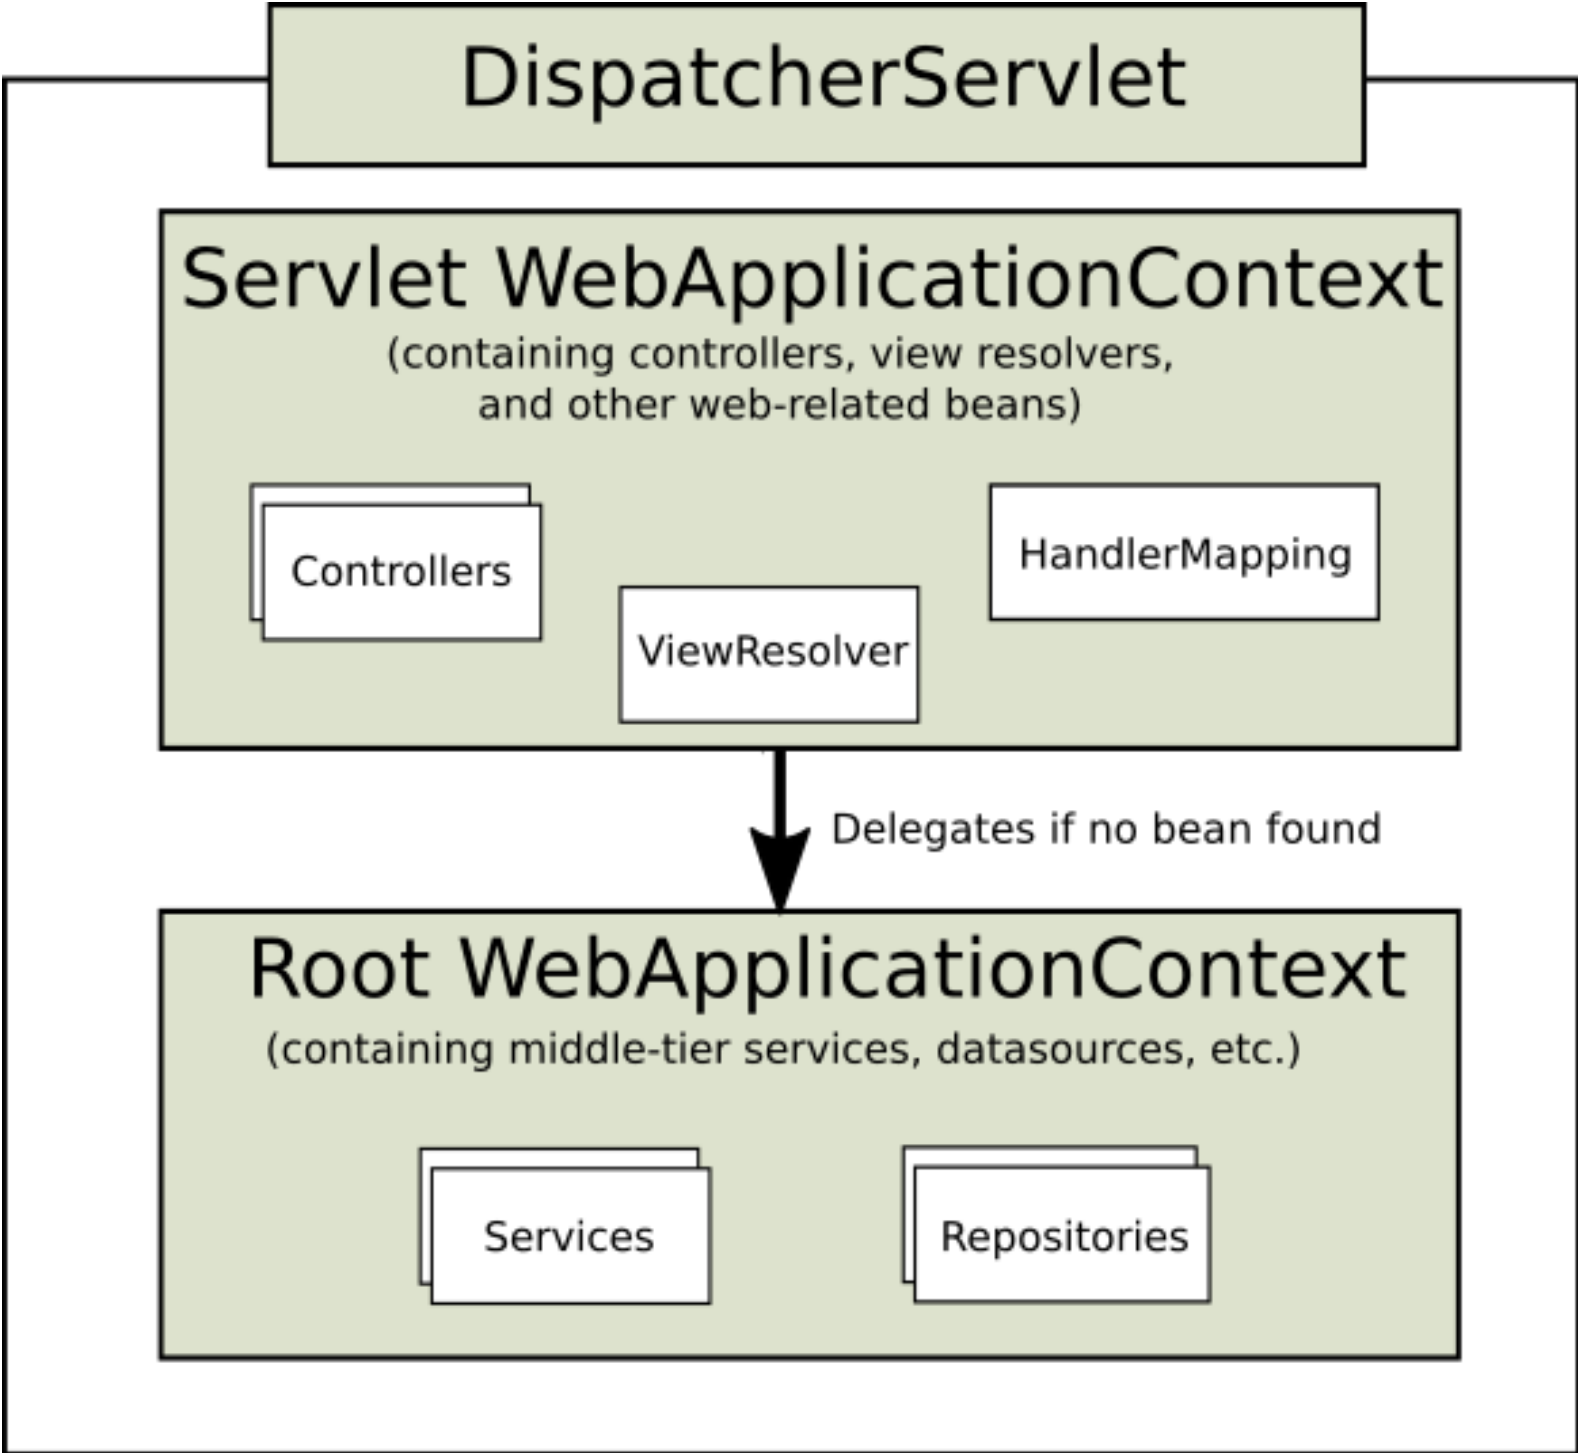 DispatcherServlet
Servlet WebApplicationContext
(containing controllers, view resolvers,
and other web-related beans)
Controllers
HandlerMapping
ViewResolver
Delegates if no bean found
Root WebApplicationContext
(containing middle-tier services, datasources, etc.)
Services
Repositories